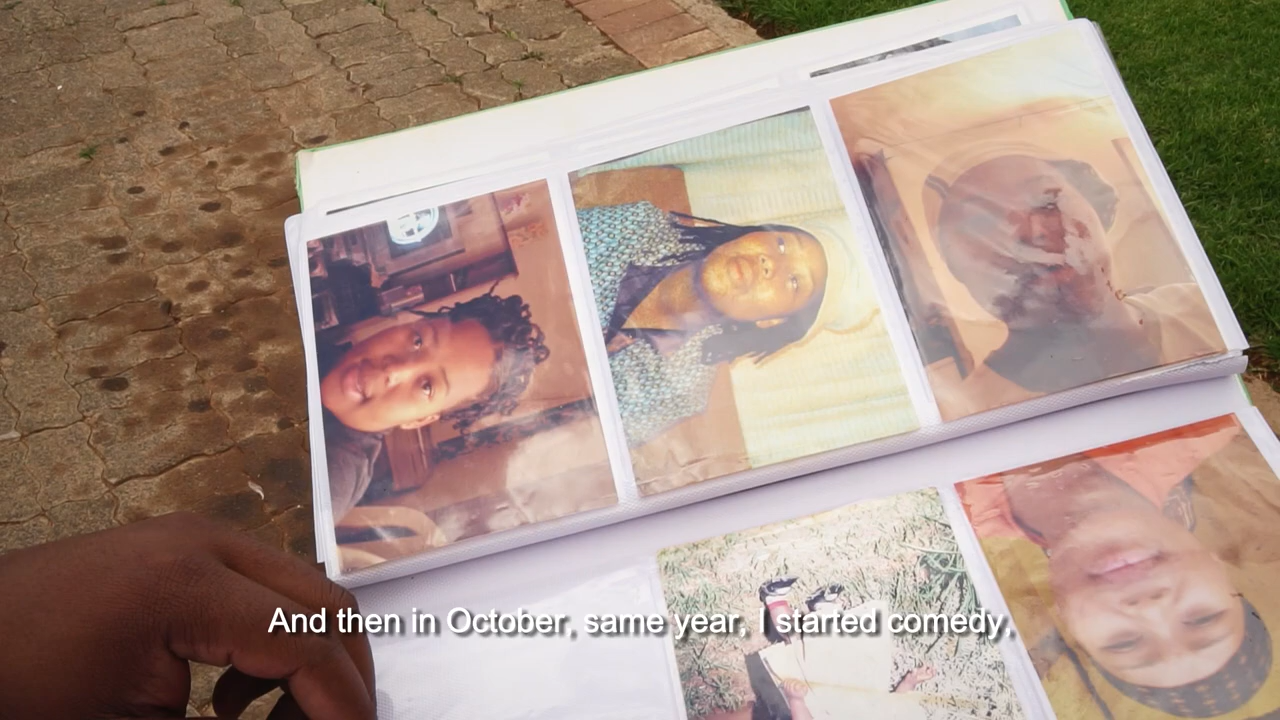 And then in October, same year, I started comedy,